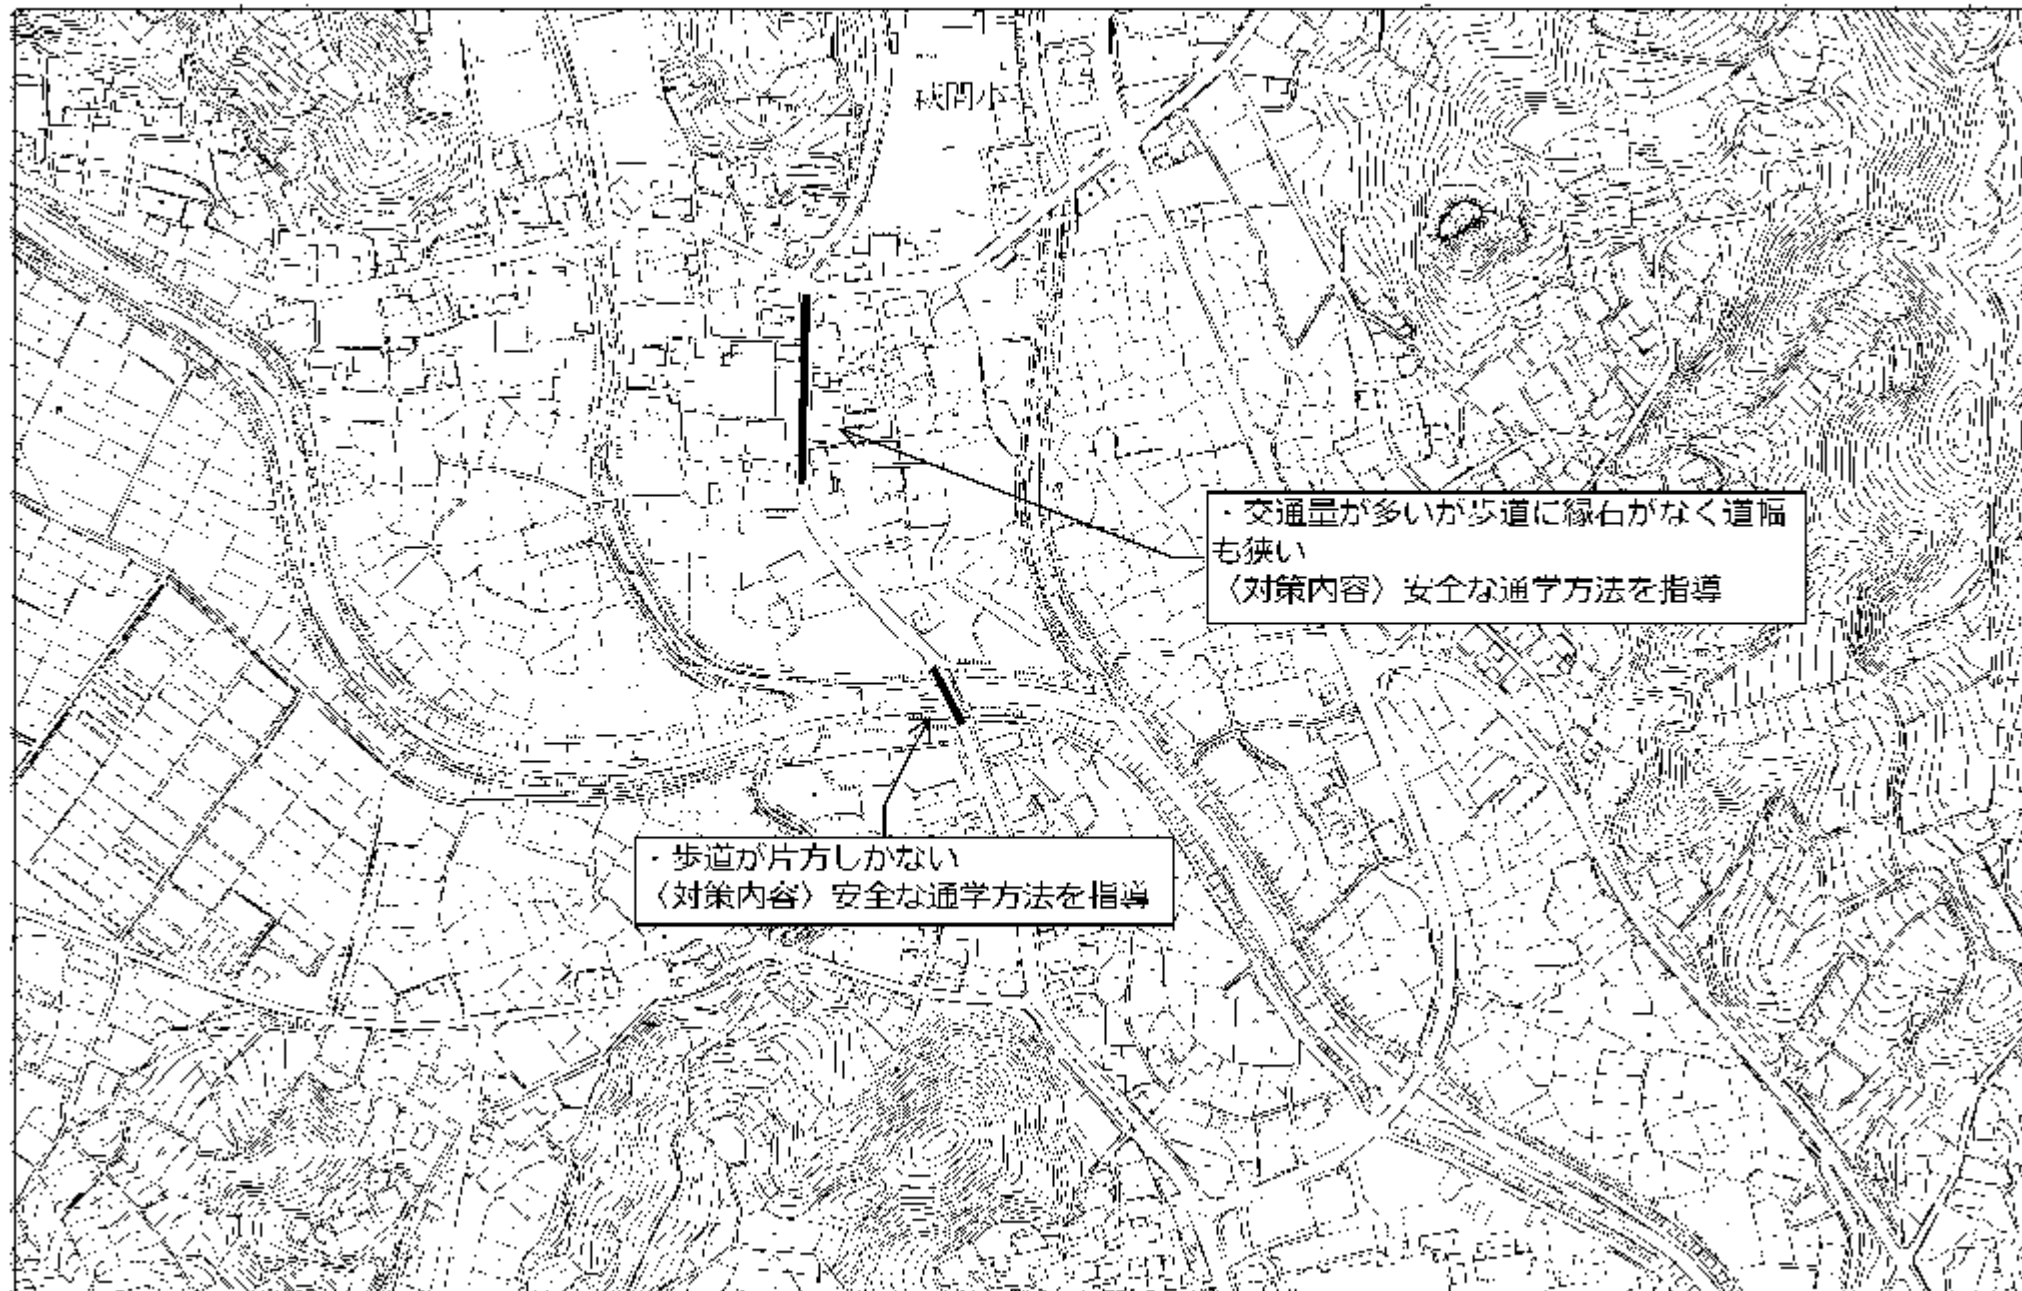 萩間小
・交通量が多いが歩道に縁石がなく道幅
も狭い
〈対策内容〉安全な通学方法を指導
・歩道が片方しかない
〈対策内容〉安全な通学方法を指導